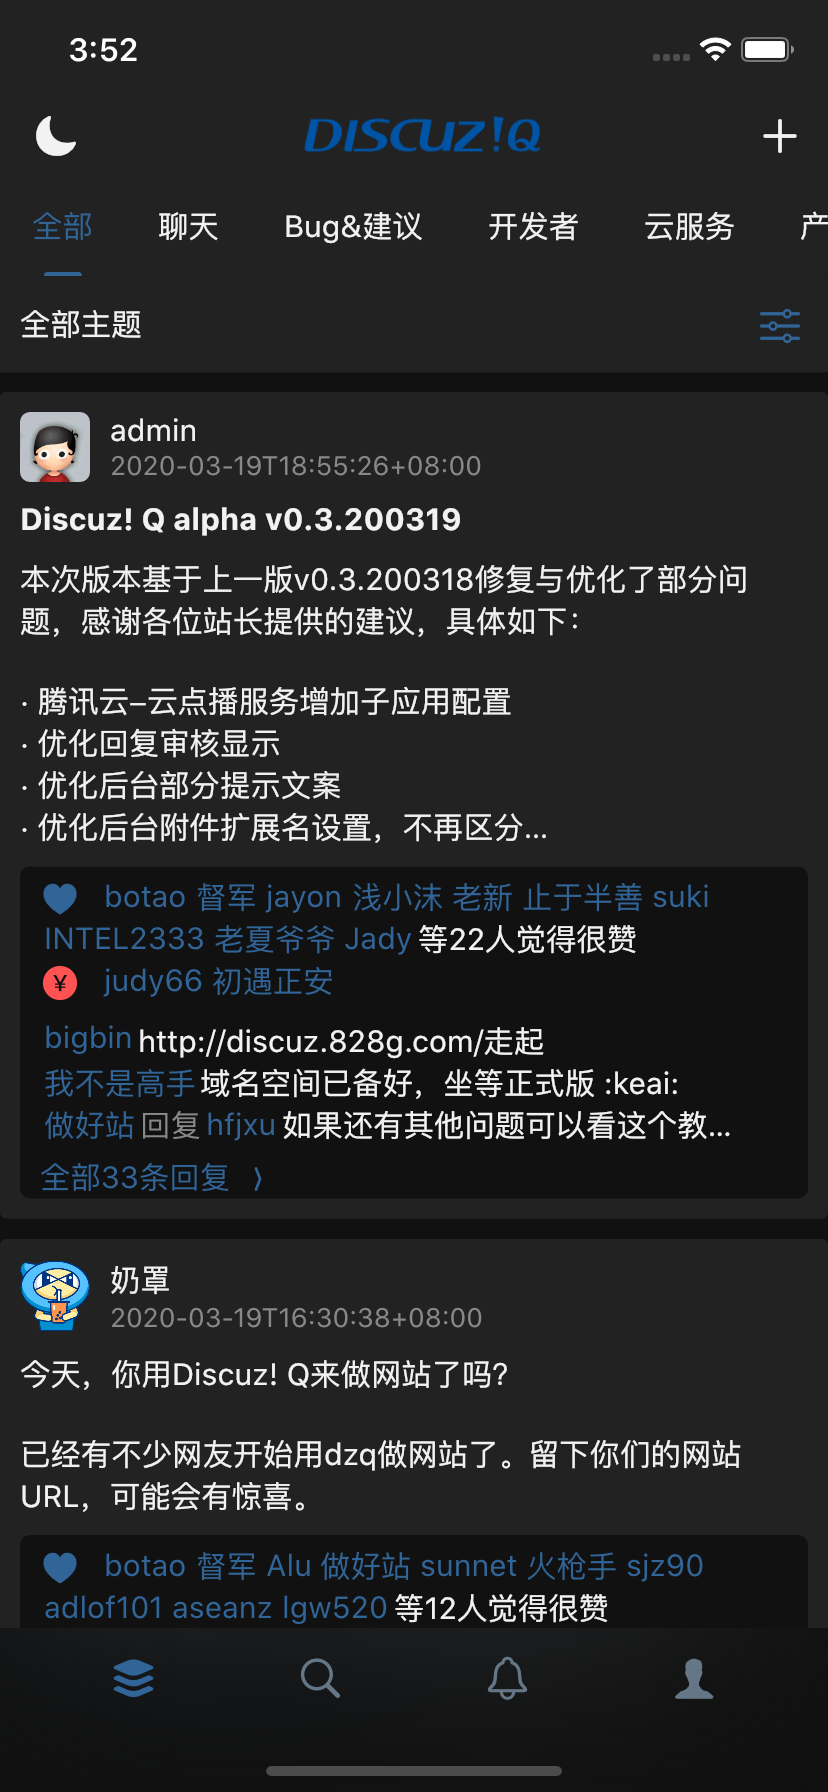 3:52
DISCUZ!Q
全部 聊天 Bug&建议 开发者 云服务 产
全部主题
admin
2020-03-19T18:55:26+08:00
Discuz! Q alpha v0.3.200319
本次版本基于上一版v0.3.200318修复与优化了部分问
题，感谢各位站长提供的建议，具体如下：
· 腾讯云–云点播服务增加子应用配置
· 优化回复审核显示
· 优化后台部分提示文案
· 优化后台附件扩展名设置，不再区分...
botao 督军 jayon 浅小沫 老新 止于半善 suki
INTEL2333 老夏爷爷 Jady 等22人觉得很赞
¥ judy66 初遇正安
bigbin http://discuz.828g.com/走起
我不是高手 域名空间已备好，坐等正式版 :keai:
做好站 回复 hfjxu 如果还有其他问题可以看这个教...
全部33条回复 〉
奶罩
2020-03-19T16:30:38+08:00
今天，你用Discuz! Q来做网站了吗?
已经有不少网友开始用dzq做网站了。留下你们的网站
URL，可能会有惊喜。
botao 督军 Alu 做好站 sunnet 火枪手 sjz90
adlof101 aseanz lgw520 等12人觉得很赞